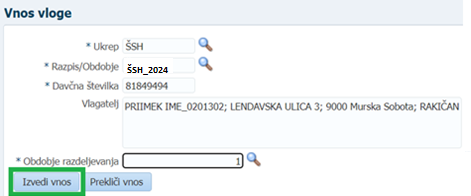 Vnos vloge
* Ukrep ŠSH
* Razpis/Obdobje ŠSH_2024
* Davčna številka 81849494
Vlagatelj PRIIMEK IME_0201302; LENDAVSKA ULICA 3; 9000 Murska Sobota; RAKIČAN
* Obdobje razdeljevanja 1
Izvedi vnos Prekliči vnos